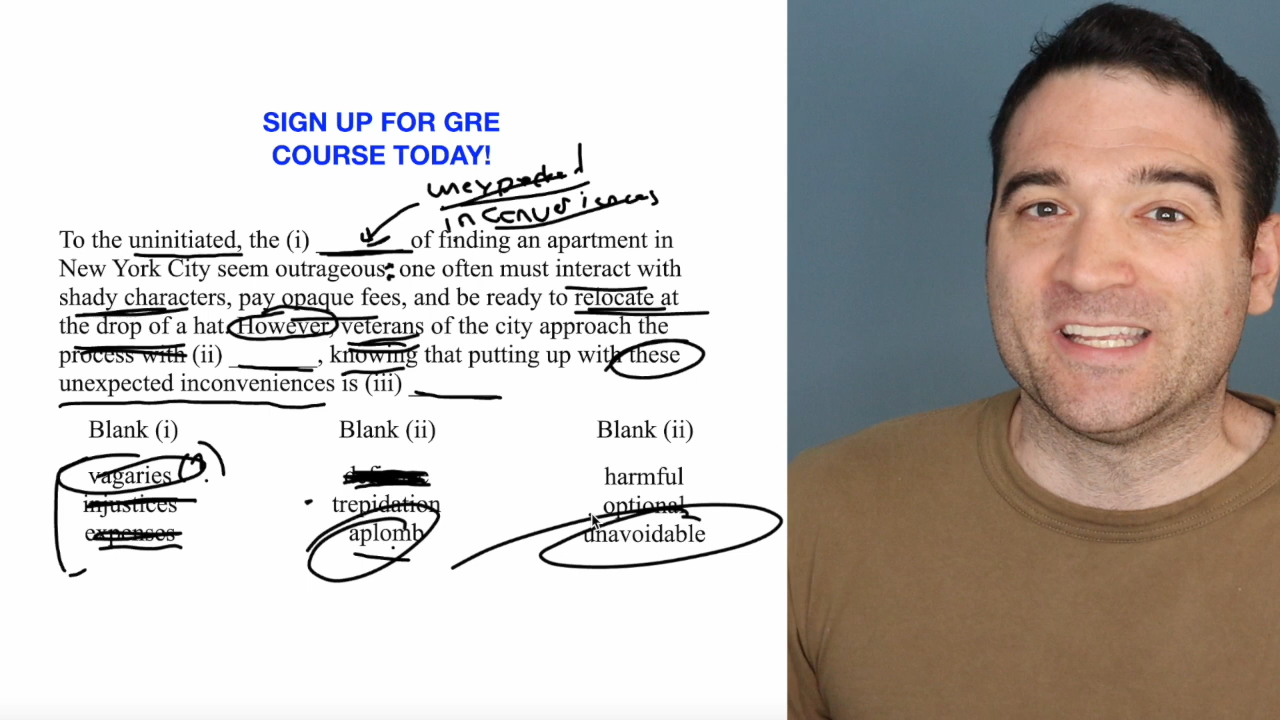 SIGN UP FOR GRE
COURSE TODAY!
unexpected
inconveniences
To the uninitiated, the (i) ________ of finding an apartment in
New York City seem outrageous: one often must interact with
shady characters, pay opaque fees, and be ready to relocate at
the drop of a hat. However, veterans of the city approach the
process with (ii) _______, knowing that putting up with these
unexpected inconveniences is (iii) _______
Blank (i) Blank (ii) Blank (ii)
vagaries harmful
injustices trepidation optional
expenses aplomb unavoidable